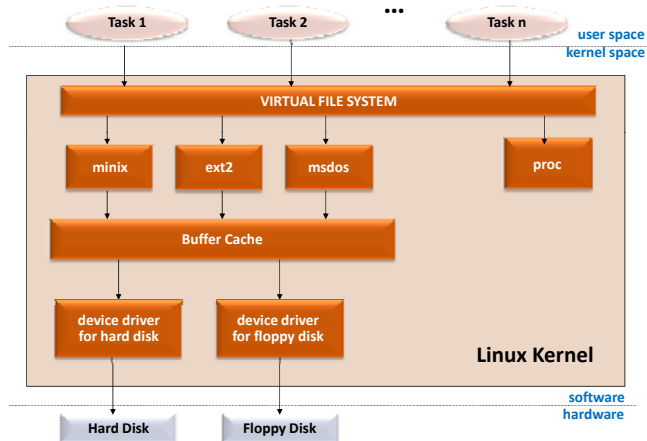 Task 1
Task 2
...
Task n
user space
kernel space
VIRTUAL FILE SYSTEM
minix
ext2
msdos
proc
Buffer Cache
device driver
for hard disk
device driver
for floppy disk
Linux Kernel
software
hardware
Hard Disk
Floppy Disk